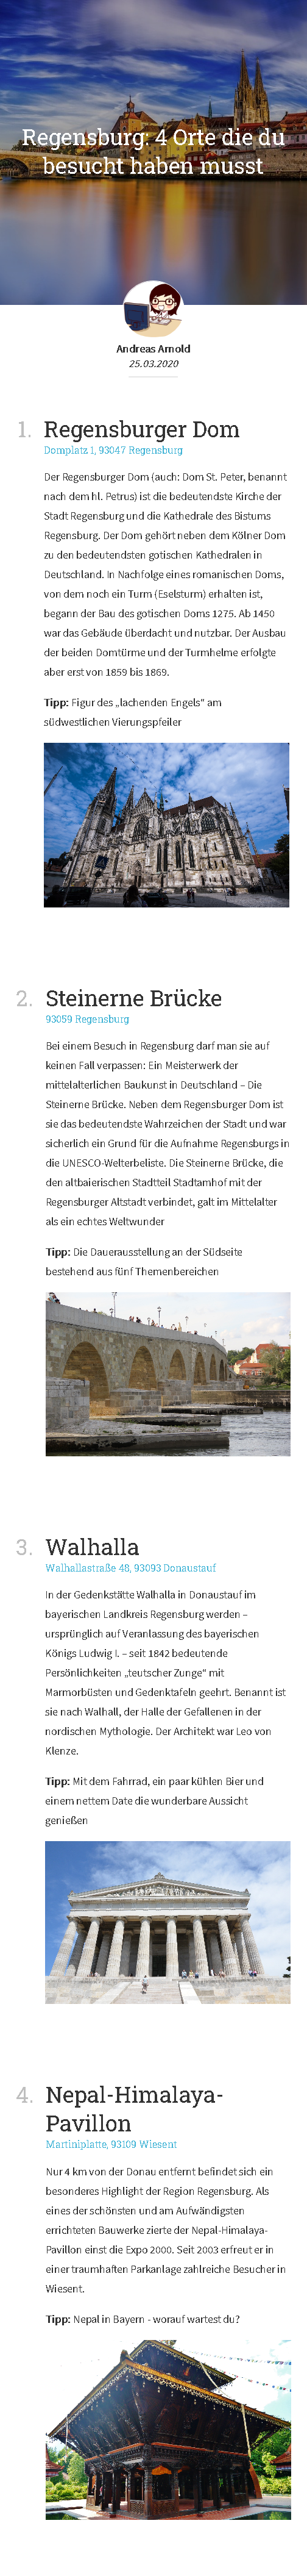 Regensburg: 4 Orte die du
besucht haben musst
Andreas Arnold
25.03.2020
1. Regensburger Dom
Domplatz 1, 93047 Regensburg
Der Regensburger Dom (auch: Dom St. Peter, benannt
nach dem hl. Petrus) ist die bedeutendste Kirche der
Stadt Regensburg und die Kathedrale des Bistums
Regensburg. Der Dom gehört neben dem Kölner Dom
zu den bedeutendsten gotischen Kathedralen in
Deutschland. In Nachfolge eines romanischen Doms,
von dem noch ein Turm (Eselsturm) erhalten ist,
begann der Bau des gotischen Doms 1275. Ab 1450
war das Gebäude überdacht und nutzbar. Der Ausbau
der beiden Domtürme und der Turmhelme erfolgte
aber erst von 1859 bis 1869.
Tipp: Figur des „lachenden Engels“ am
südwestlichen Vierungspfeiler
2. Steinerne Brücke
93059 Regensburg
Bei einem Besuch in Regensburg darf man sie auf
keinen Fall verpassen: Ein Meisterwerk der
mittelalterlichen Baukunst in Deutschland – Die
Steinerne Brücke. Neben dem Regensburger Dom ist
sie das bedeutendste Wahrzeichen der Stadt und war
sicherlich ein Grund für die Aufnahme Regensburgs in
die UNESCO-Welterbeliste. Die Steinerne Brücke, die
den altbaierischen Stadtteil Stadtamhof mit der
Regensburger Altstadt verbindet, galt im Mittelalter
als ein echtes Weltwunder
Tipp: Die Dauerausstellung an der Südseite
bestehend aus fünf Themenbereichen
3. Walhalla
Walhallastraße 48, 93093 Donaustauf
In der Gedenkstätte Walhalla in Donaustauf im
bayerischen Landkreis Regensburg werden –
ursprünglich auf Veranlassung des bayerischen
Königs Ludwig I. – seit 1842 bedeutende
Persönlichkeiten „teutscher Zunge“ mit
Marmorbüsten und Gedenktafeln geehrt. Benannt ist
sie nach Walhall, der Halle der Gefallenen in der
nordischen Mythologie. Der Architekt war Leo von
Klenze.
Tipp: Mit dem Fahrrad, ein paar kühlen Bier und
einem nettem Date die wunderbare Aussicht
genießen
4. Nepal-Himalaya-
Pavillon
Martiniplatte, 93109 Wiesent
Nur 4 km von der Donau entfernt befindet sich ein
besonderes Highlight der Region Regensburg. Als
eines der schönsten und am Aufwändigsten
errichteten Bauwerke zierte der Nepal-Himalaya-
Pavillon einst die Expo 2000. Seit 2003 erfreut er in
einer traumhaften Parkanlage zahlreiche Besucher in
Wiesent.
Tipp: Nepal in Bayern - worauf wartest du?